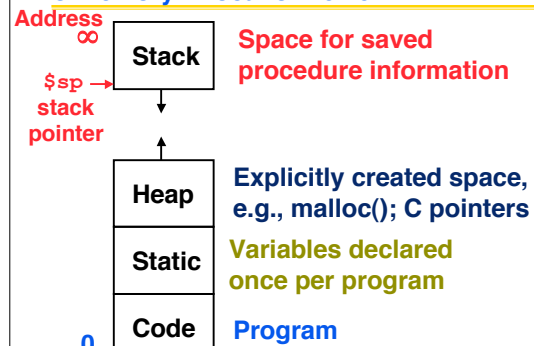 Address
∞
Stack
Space for saved
procedure information
$sp
stack
pointer
Heap
Explicitly created space,
e.g., malloc(); C pointers
Static
Variables declared
once per program
Code
Program
0